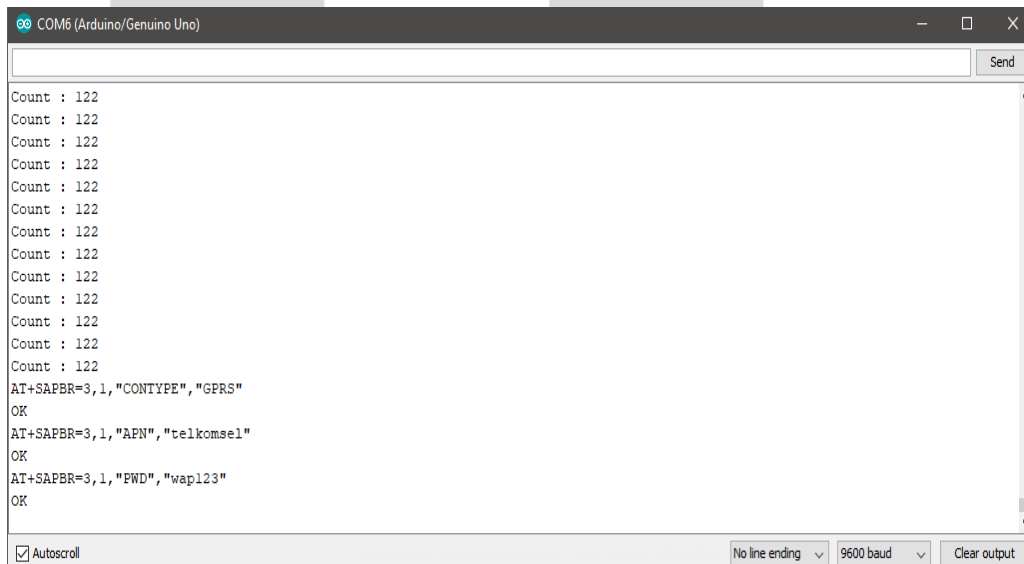 COM6 (Arduino/Genuino Uno)
Send
Count : 122
Count : 122
Count : 122
Count : 122
Count : 122
Count : 122
Count : 122
Count : 122
Count : 122
Count : 122
Count : 122
Count : 122
Count : 122
AT+SAPBR=3,1,"CONTYPE","GPRS"
OK
AT+SAPBR=3,1,"APN","telkomsel"
OK
AT+SAPBR=3,1,"PWD","wap123"
OK
Autoscroll No line ending 9600 baud Clear output